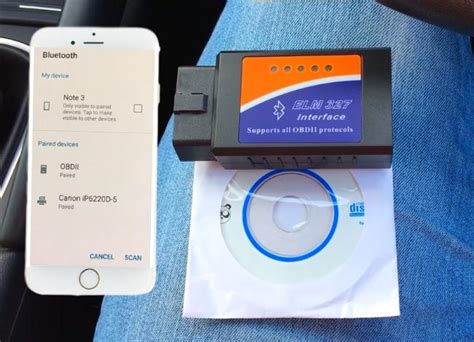 Bluetooth
My device
Note 3
Only visible to paired
devices. Tap to make
visible to other devices
Paired devices
OBDII
Paired
Canon iP6220D-5
Paired
CANCEL
SCAN
ELM 327
Interface
Supports all OBDII protocols
disc